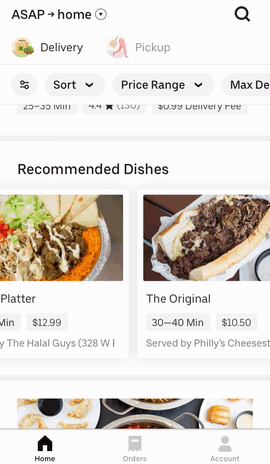 ASAP → home
Delivery
Pickup
Sort
Price Range
Max De
25–35 Min
4.4 ★ (130)
$0.99 Delivery Fee
Recommended Dishes
Platter
The Original
Min
$12.99
30–40 Min
$10.50
y The Halal Guys (328 W E
Served by Philly's Cheesest
Home
Orders
Account